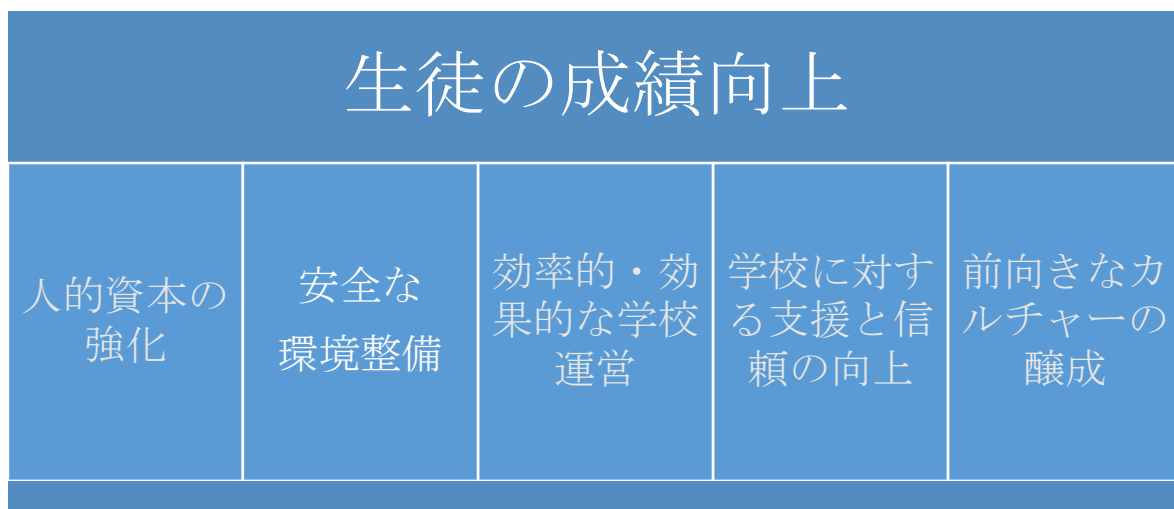 生徒の成績向上
人的資本の
強化
安全な
環境整備
効率的・効
果的な学校
運営
学校に対す
る支援と信
頼の向上
前向きなカ
ルチャーの
醸成